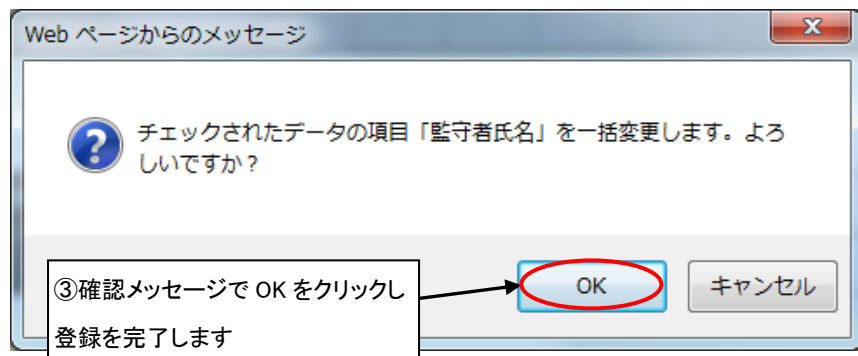 Web ページからのメッセージ
チェックされたデータの項目「監守者氏名」を一括変更します。よろ
しいですか？
OK
キャンセル
③確認メッセージで OK をクリックし
登録を完了します